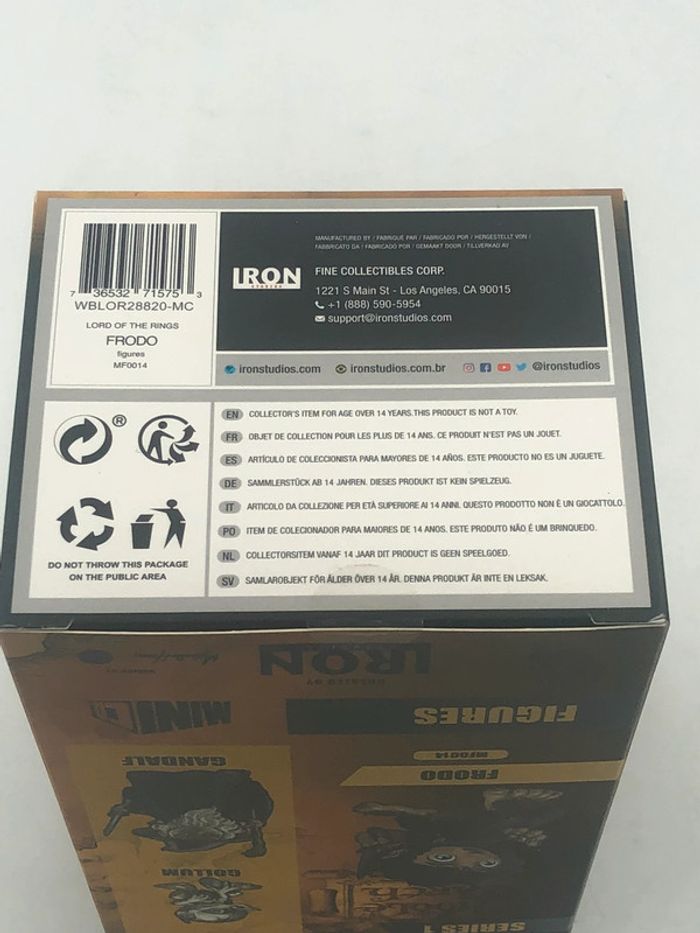 7 36532 71575 3
WBLOR28820-MC
LORD OF THE RINGS
FRODO
figures
MF0014
MANUFACTURED BY / FABRIQUÉ PAR / FABRICADO POR / HERGESTELLT VON /
FABBRICATO DA / FABRICADO POR / GEMAAKT DOOR / TILLVERKAD AV
IRON
STUDIOS
FINE COLLECTIBLES CORP.
1221 S Main St - Los Angeles, CA 90015
+1 (888) 590-5954
support@ironstudios.com
ironstudios.com ironstudios.com.br @ironstudios
®
DO NOT THROW THIS PACKAGE
ON THE PUBLIC AREA
EN COLLECTOR'S ITEM FOR AGE OVER 14 YEARS.THIS PRODUCT IS NOT A TOY.
FR OBJET DE COLLECTION POUR LES PLUS DE 14 ANS. CE PRODUIT N'EST PAS UN JOUET.
ES ARTÍCULO DE COLECCIONISTA PARA MAYORES DE 14 AÑOS. ESTE PRODUCTO NO ES UN JUGUETE.
DE SAMMLERSTÜCK AB 14 JAHREN. DIESES PRODUKT IST KEIN SPIELZEUG.
IT ARTICOLO DA COLLEZIONE PER ETÀ SUPERIORE AI 14 ANNI. QUESTO PRODOTTO NON È UN GIOCATTOLO.
PO ITEM DE COLECIONADOR PARA MAIORES DE 14 ANOS. ESTE PRODUTO NÃO É UM BRINQUEDO.
NL COLLECTORSITEM VANAF 14 JAAR DIT PRODUCT IS GEEN SPEELGOED.
SV SAMLAROBJEKT FÖR ÅLDER ÖVER 14 ÅR. DENNA PRODUKT ÄR INTE EN LEKSAK.
IRON
CREATED BY
MINI
FIGURES
MF0014
FRODO
GANDALF
GOLLUM
SERIES 1